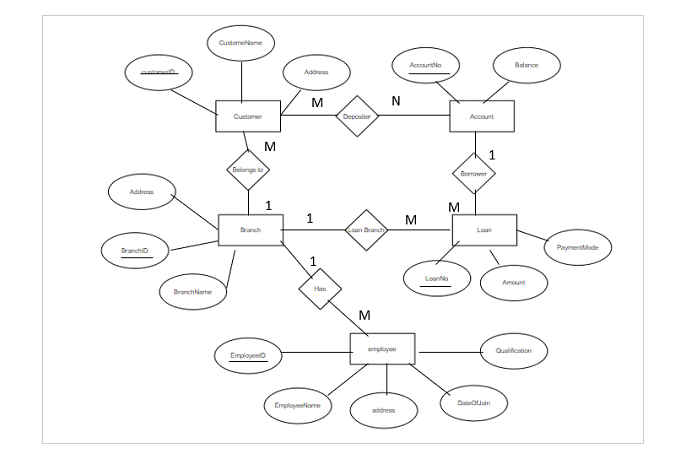 CustomeName
customerID
Address
AccountNo
Balance
Customer
M
Depositer
N
Account
M
Belongs to
1
Borrower
Address
1
M
Branch
1
Loan Branch
M
Loan
BranchID
PaymentMode
BranchName
1
Has
LoanNo
Amount
M
EmployeeID
employee
Qualification
EmployeeName
address
DateOfJoin